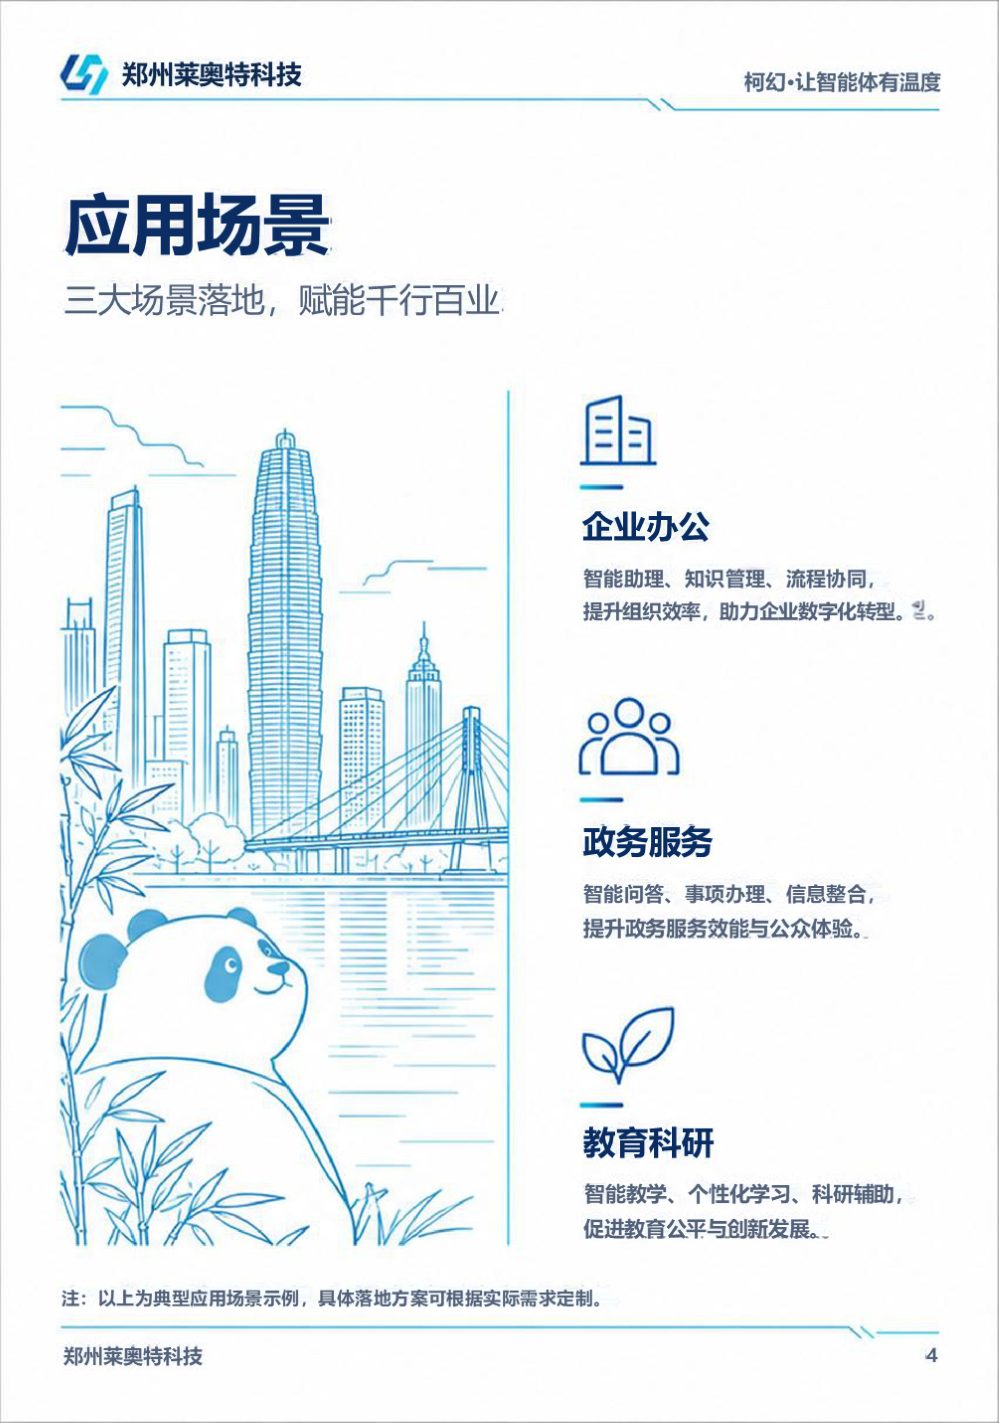 郑州莱奥特科技
柯幻·让智能体有温度
应用场景
三大场景落地，赋能千行百业
企业办公
智能助理、知识管理、流程协同，
提升组织效率，助力企业数字化转型。
政务服务
智能问答、事项办理、信息整合，
提升政务服务效能与公众体验。
教育科研
智能教学、个性化学习、科研辅助，
促进教育公平与创新发展。
注：以上为典型应用场景示例，具体落地方案可根据实际需求定制。
郑州莱奥特科技
4